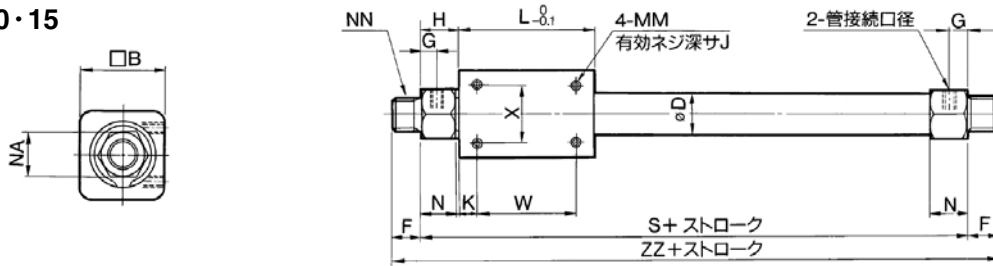 0・15
NN
H
L 0 -0.1
4-MM
有効ネジ深サJ
2-管接続口径
G
G
□B
NA
X
øD
N
K
W
N
F
S+ ストローク
F
ZZ+ストローク